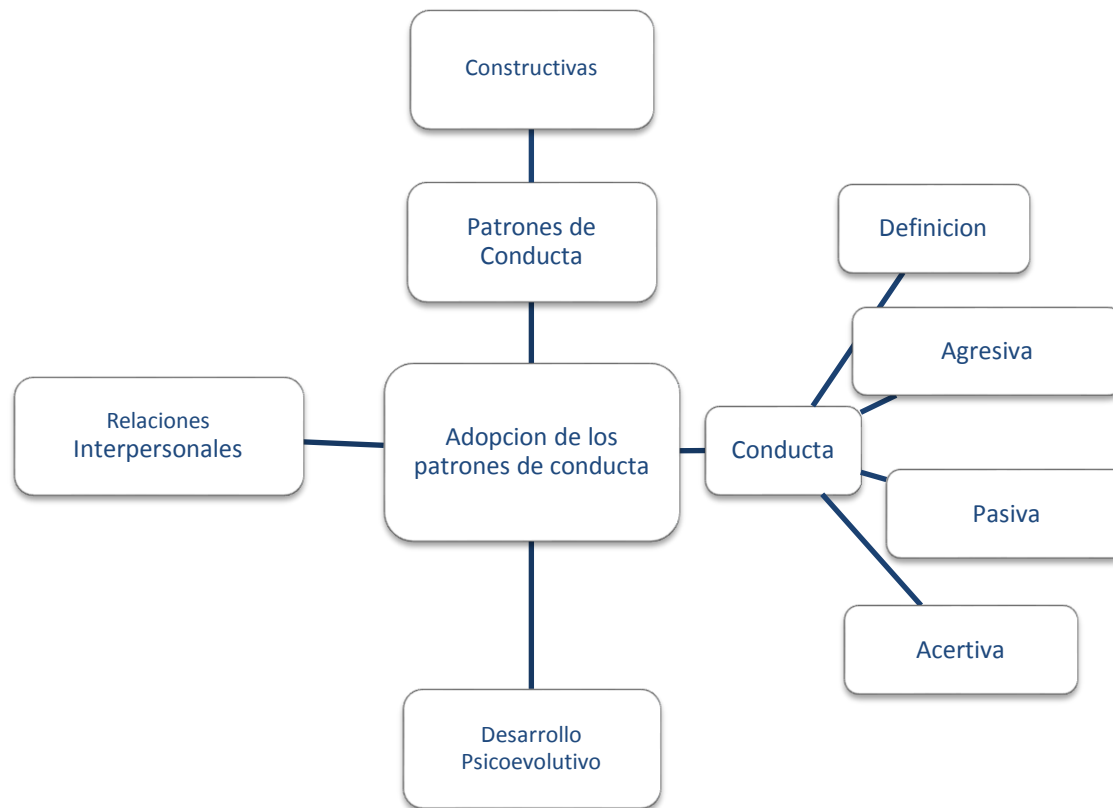 Constructivas
Patrones de
Conducta
Definicion
Agresiva
Relaciones
Interpersonales
Adopcion de los
patrones de conducta
Conducta
Pasiva
Acertiva
Desarrollo
Psicoevolutivo